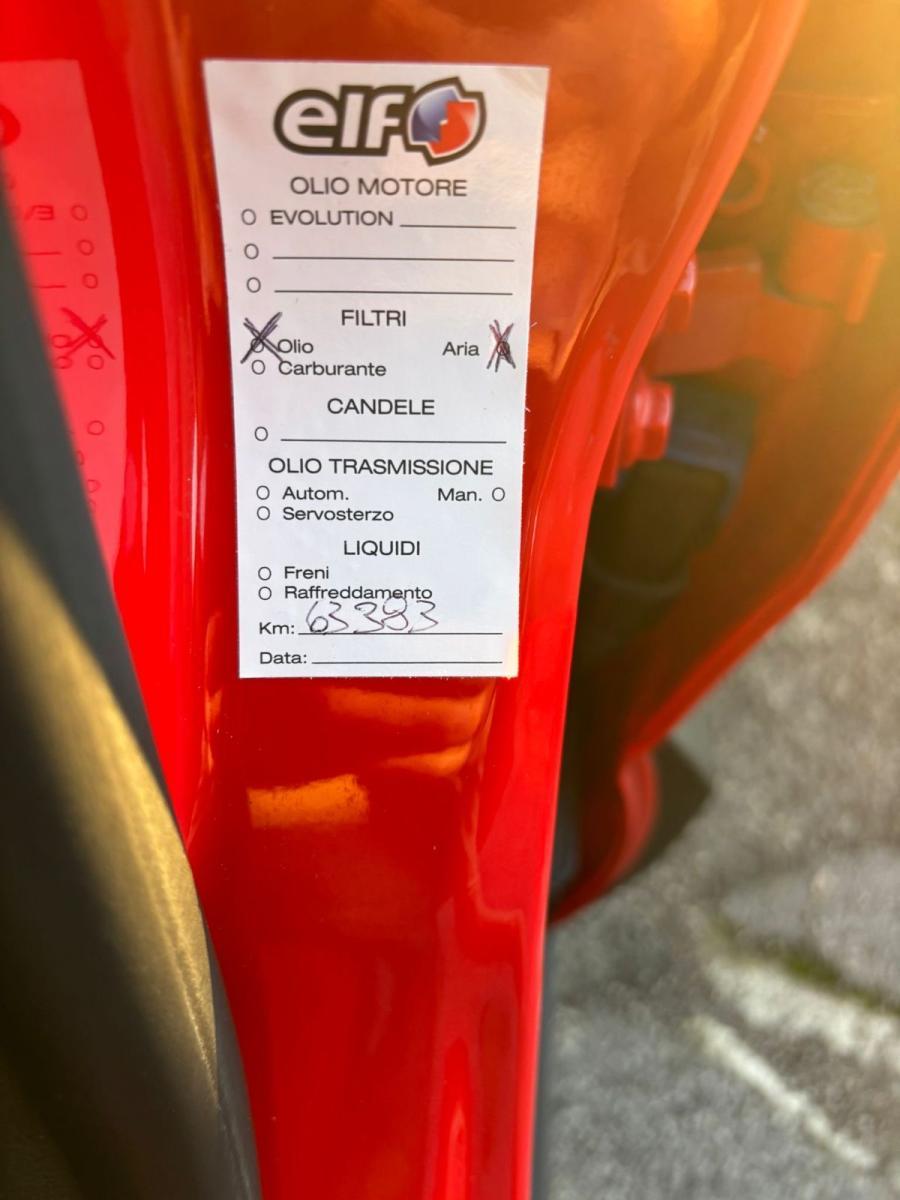 elf
OLIO MOTORE
EVOLUTION
FILTRI
Olio Aria
Carburante
CANDELE
OLIO TRASMISSIONE
Autom. Man.
Servosterzo
LIQUIDI
Freni
Raffreddamento
Km: 63383
Data: